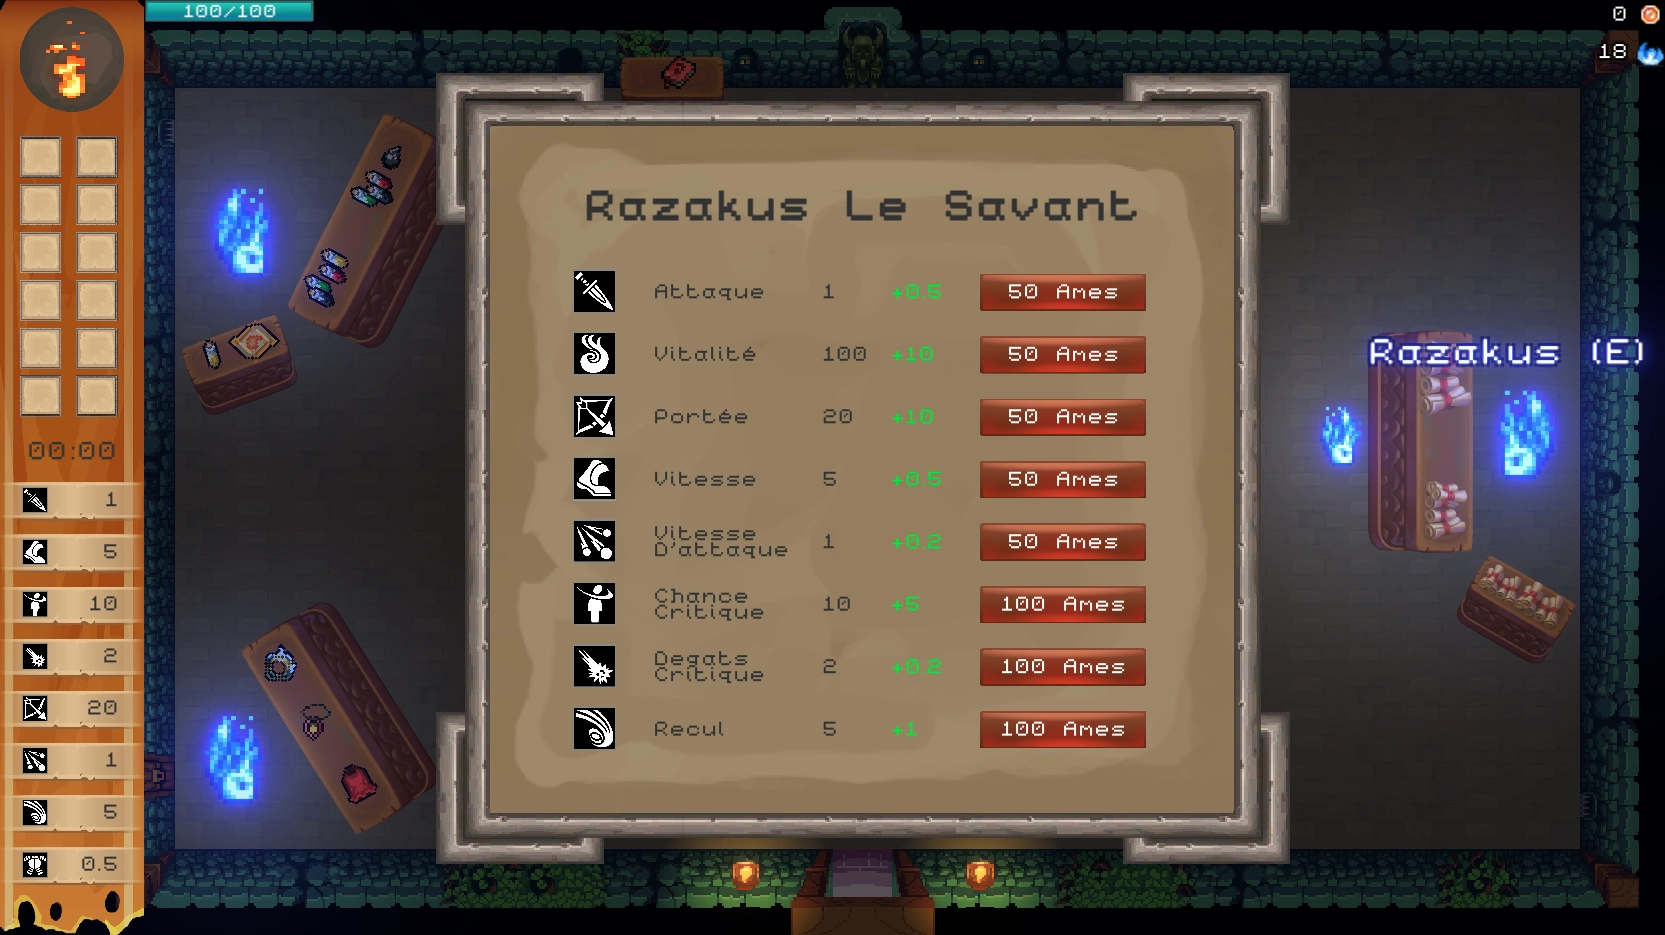 100/100
0
18
Razakus Le Savant
Attaque 1 +0.5 50 Ames
Vitalité 100 +10 50 Ames
Portée 20 +10 50 Ames
Vitesse 5 +0.5 50 Ames
Vitesse
D'attaque 1 +0.2 50 Ames
Chance
Critique 10 +5 100 Ames
Degats
Critique 2 +0.2 100 Ames
Recul 5 +1 100 Ames
Razakus (E)
00:00
1
5
10
2
20
1
5
0.5